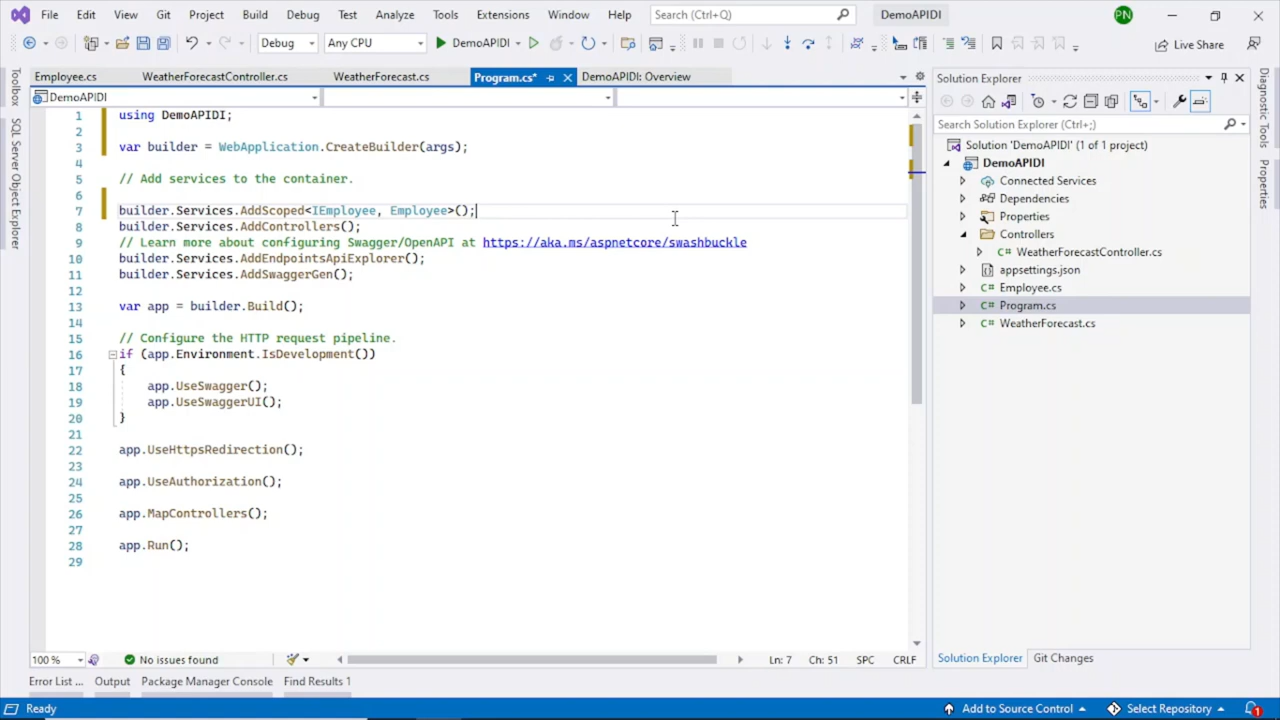 File Edit View Git Project Build Debug Test Analyze Tools Extensions Window Help Search (Ctrl+Q) DemoAPIDI PN
Debug Any CPU DemoAPIDI Live Share
Employee.cs WeatherForecastController.cs WeatherForecast.cs Program.cs* DemoAPIDI: Overview
DemoAPIDI
1 using DemoAPIDI;
2
3 var builder = WebApplication.CreateBuilder(args);
4
5 // Add services to the container.
6
7 builder.Services.AddScoped<IEmployee, Employee>();
8 builder.Services.AddControllers();
9 // Learn more about configuring Swagger/OpenAPI at https://aka.ms/aspnetcore/swashbuckle
10 builder.Services.AddEndpointsApiExplorer();
11 builder.Services.AddSwaggerGen();
12
13 var app = builder.Build();
14
15 // Configure the HTTP request pipeline.
16 if (app.Environment.IsDevelopment())
17 {
18 app.UseSwagger();
19 app.UseSwaggerUI();
20 }
21
22 app.UseHttpsRedirection();
23
24 app.UseAuthorization();
25
26 app.MapControllers();
27
28 app.Run();
29
100 % No issues found Ln: 7 Ch: 51 SPC CRLF
Error List ... Output Package Manager Console Find Results 1
Ready Add to Source Control Select Repository 1
Toolbox
SQL Server Object Explorer
Solution Explorer
Search Solution Explorer (Ctrl+;)
Solution 'DemoAPIDI' (1 of 1 project)
DemoAPIDI
Connected Services
Dependencies
Properties
Controllers
C# WeatherForecastController.cs
appsettings.json
C# Employee.cs
C# Program.cs
C# WeatherForecast.cs
Solution Explorer Git Changes
Diagnostic Tools
Properties